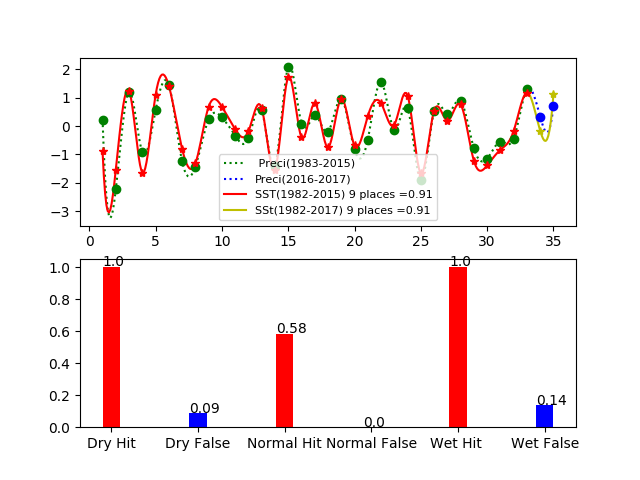 2
1
0
−1
−2
−3
Preci(1983-2015)
Preci(2016-2017)
SST(1982-2015) 9 places =0.91
SSt(1982-2017) 9 places =0.91
0 5 10 15 20 25 30 35
1.0
0.8
0.6
0.4
0.2
0.0
1.0 0.09 0.58 0.0 1.0 0.14
Dry Hit Dry False Normal Hit Normal False Wet Hit Wet False